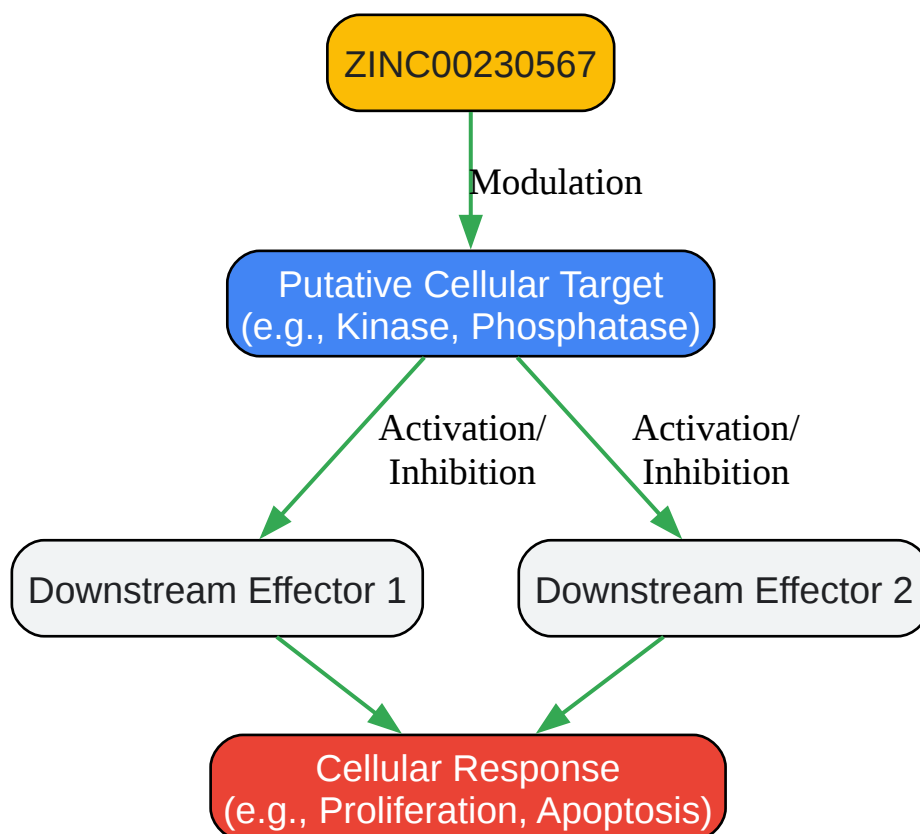 ZINC00230567
Modulation
Putative Cellular Target
(e.g., Kinase, Phosphatase)
Activation/
Inhibition
Activation/
Inhibition
Downstream Effector 1
Downstream Effector 2
Cellular Response
(e.g., Proliferation, Apoptosis)